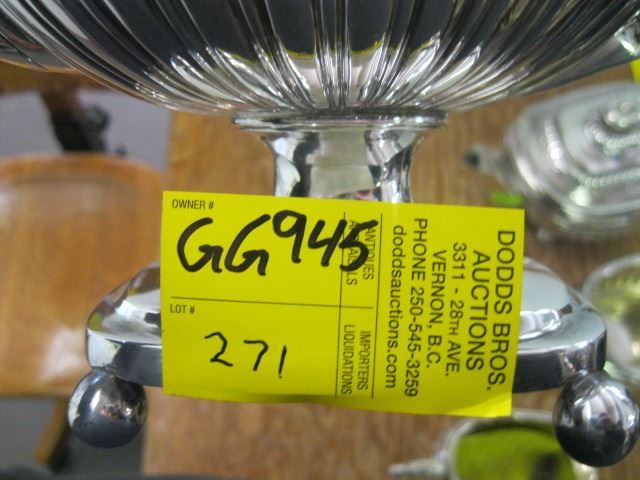 OWNER #
GG945
LOT #
271
DODDS BROS.
AUCTIONS
3311 - 28TH AVE.
VERNON, B.C.
PHONE 250-545-3259
doddsauctions.com
ANTIQUES
IMPORTERS
LIQUIDATIONS